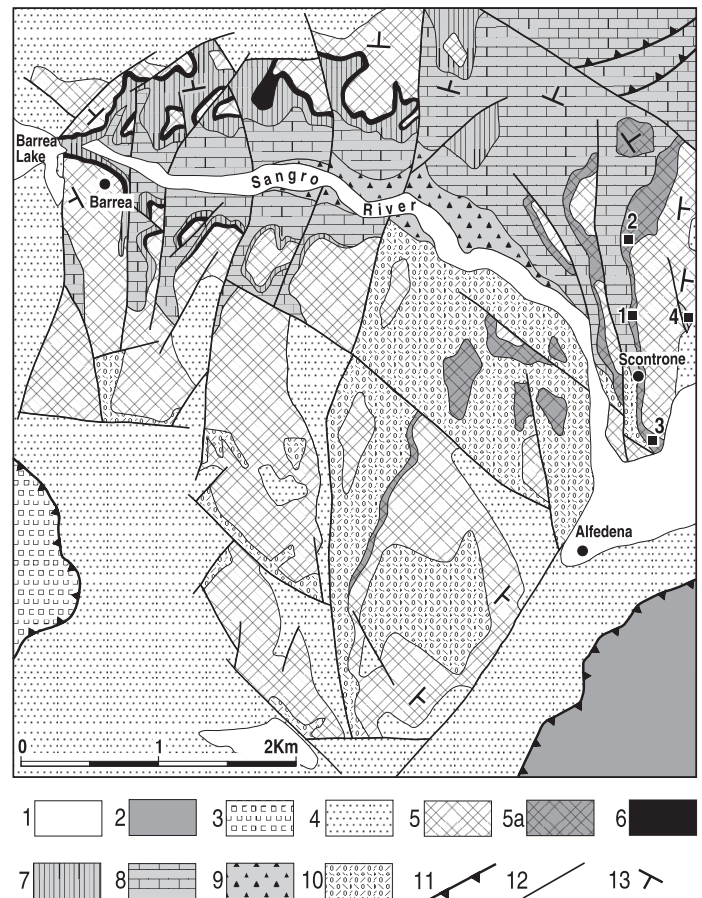 Barrea
Lake
Barrea
Sangro
River
2
1
4
Scontrone
3
Alfedena
0 1 2Km
1 2 3 4 5 5a 6
7 8 9 10 11 12 13